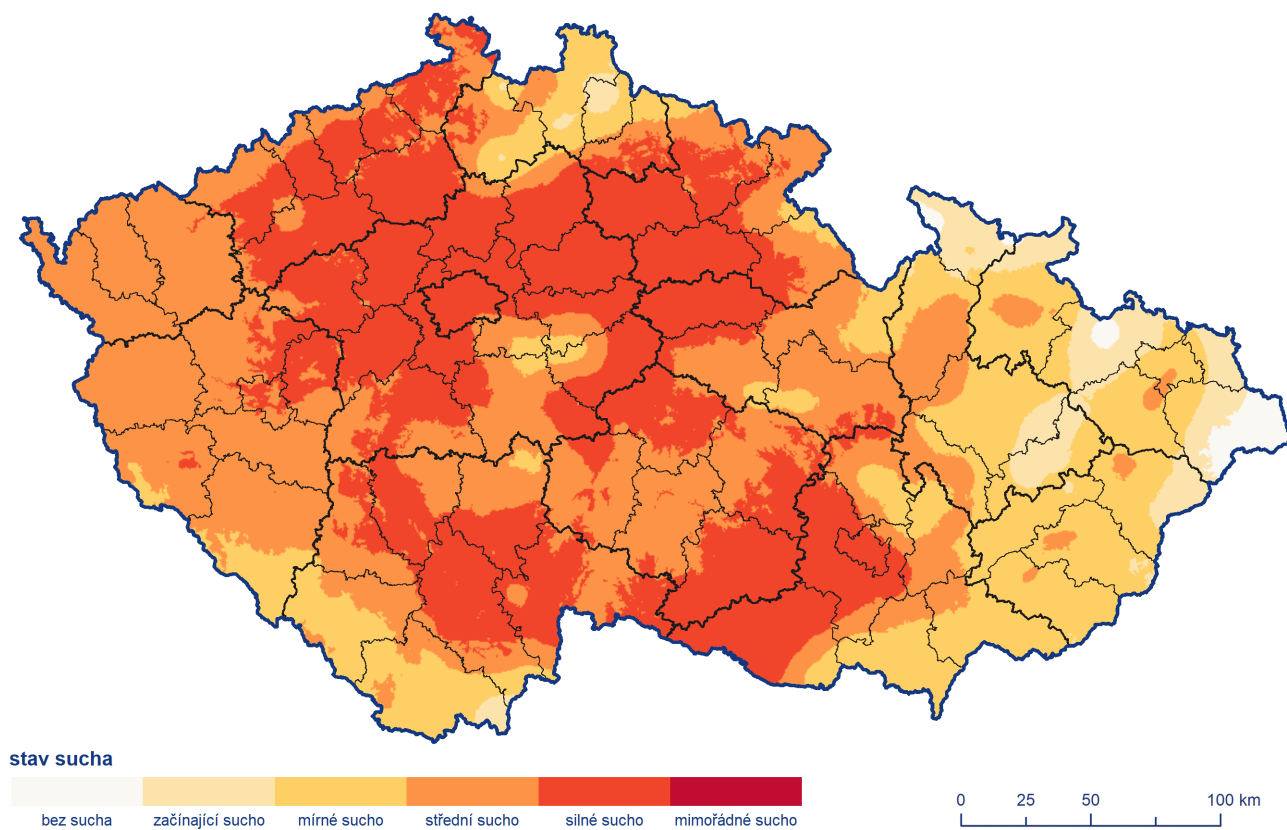 stav sucha
bez sucha začínající sucho mírné sucho střední sucho silné sucho mimořádné sucho
0 25 50 100 km